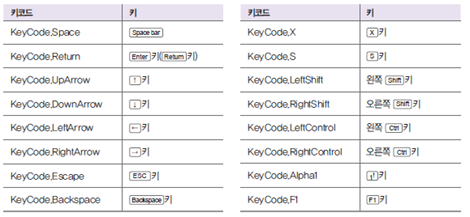 키코드 키
KeyCode,Space Space bar
KeyCode,Return Enter 키(Return 키)
KeyCode,UpArrow ↑ 키
KeyCode,DownArrow ↓ 키
KeyCode,LeftArrow ← 키
KeyCode,RightArrow → 키
KeyCode,Escape ESC 키
KeyCode,Backspace Backspace 키
키코드 키
KeyCode,X X 키
KeyCode,S S 키
KeyCode,LeftShift 왼쪽 Shift 키
KeyCode,RightShift 오른쪽 Shift 키
KeyCode,LeftControl 왼쪽 Ctrl 키
KeyCode,RightControl 오른쪽 Ctrl 키
KeyCode,Alpha1 1! 키
KeyCode,F1 F1 키